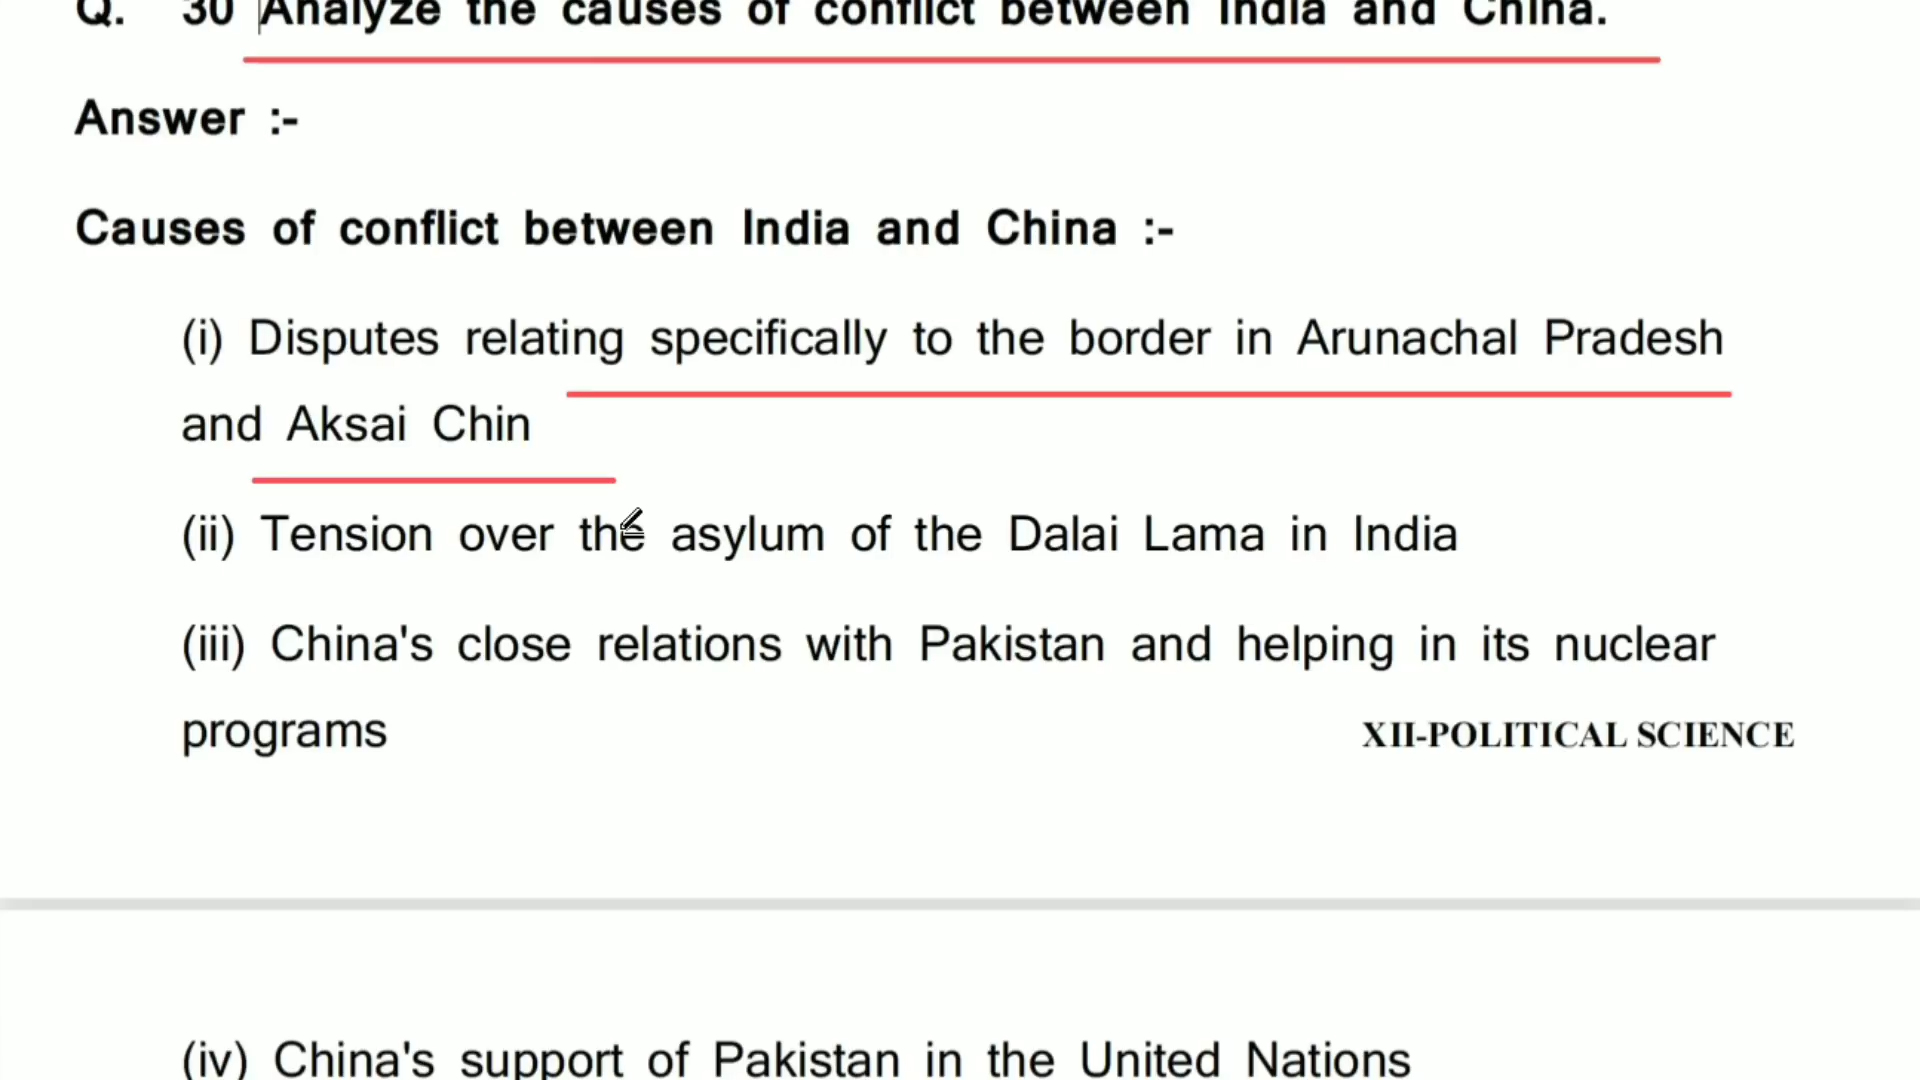 Q. 30 Analyze the causes of conflict between India and China.
Answer :-
Causes of conflict between India and China :-
(i) Disputes relating specifically to the border in Arunachal Pradesh
and Aksai Chin
(ii) Tension over the asylum of the Dalai Lama in India
(iii) China's close relations with Pakistan and helping in its nuclear
programs
XII-POLITICAL SCIENCE
(iv) China's support of Pakistan in the United Nations